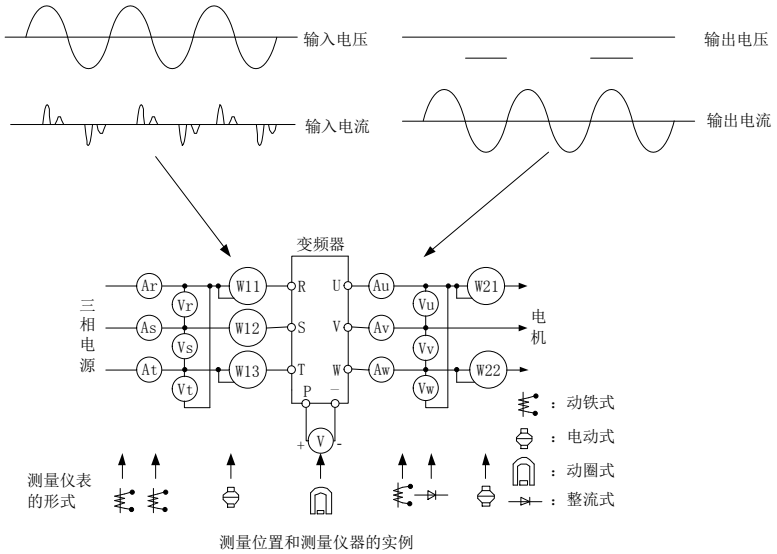 输入电压
输出电压
输入电流
输出电流
变频器
三相电源
Ar
Vr
W11
R
U
Au
Vu
W21
As
Vs
W12
S
V
Av
Vv
电机
At
Vt
W13
T
W
Aw
Vw
W22
P
−
+
V
-
：动铁式
：电动式
：动圈式
：整流式
测量仪表
的形式
测量位置和测量仪器的实例